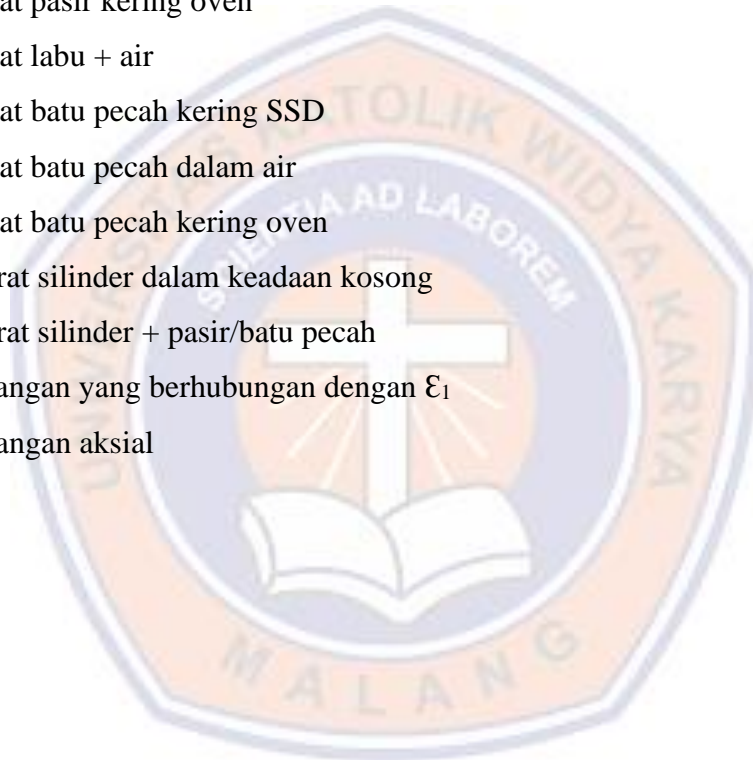 at pasir kering oven
at labu + air
at batu pecah kering SSD
at batu pecah dalam air
at batu pecah kering oven
rat silinder dalam keadaan kosong
rat silinder + pasir/batu pecah
angan yang berhubungan dengan Ɛ₁
angan aksial
UNIVERSITAS KATOLIK WIDYA KARYA
SCIENTIA AD LABOREM
MALANG